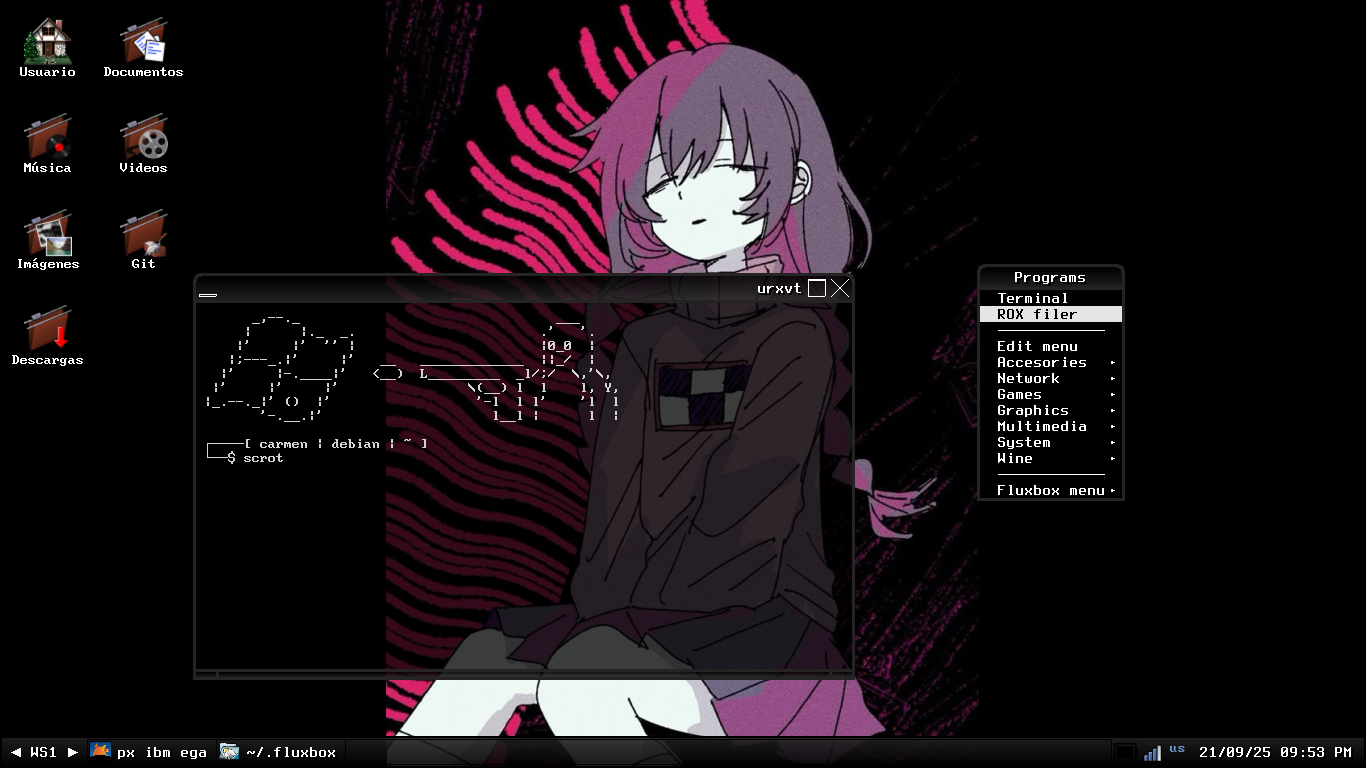 Usuario
Documentos
Música
Videos
Imágenes
Git
Descargas
urxvt
[ carmen ¦ debian ¦ ~ ]
$ scrot
Programs
Terminal
ROX filer
Edit menu
Accesories
Network
Games
Graphics
Multimedia
System
Wine
Fluxbox menu
WS1
px ibm ega
~/.fluxbox
us
21/09/25 09:53 PM